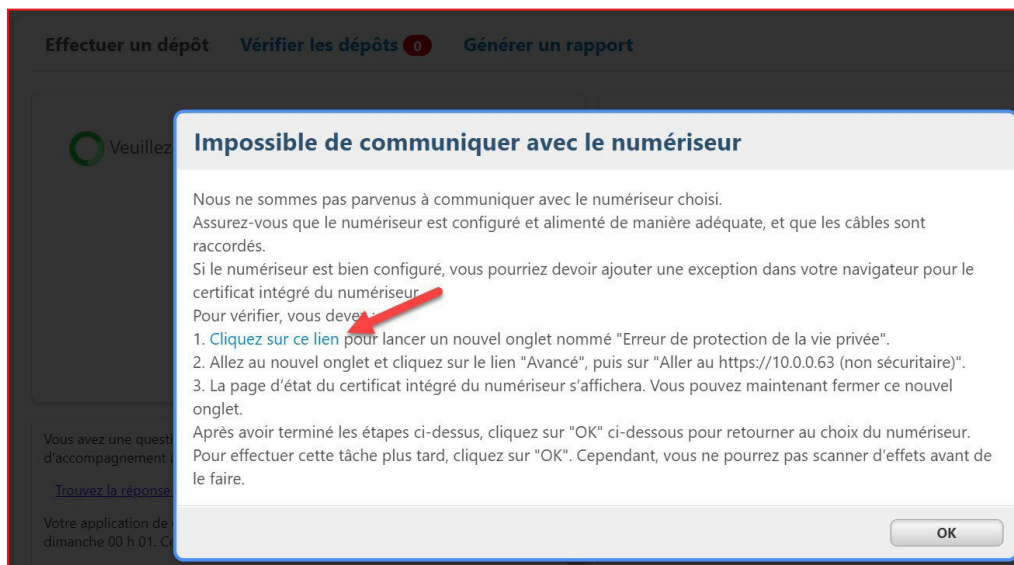 Effectuer un dépôt Vérifier les dépôts 0 Générer un rapport
Veuillez
Impossible de communiquer avec le numériseur
Nous ne sommes pas parvenus à communiquer avec le numériseur choisi.
Assurez-vous que le numériseur est configuré et alimenté de manière adéquate, et que les câbles sont
raccordés.
Si le numériseur est bien configuré, vous pourriez devoir ajouter une exception dans votre navigateur pour le
certificat intégré du numériseur
Pour vérifier, vous devez :
1. Cliquez sur ce lien pour lancer un nouvel onglet nommé "Erreur de protection de la vie privée".
2. Allez au nouvel onglet et cliquez sur le lien "Avancé", puis sur "Aller au https://10.0.0.63 (non sécuritaire)".
3. La page d'état du certificat intégré du numériseur s'affichera. Vous pouvez maintenant fermer ce nouvel
onglet.
Après avoir terminé les étapes ci-dessus, cliquez sur "OK" ci-dessous pour retourner au choix du numériseur.
Pour effectuer cette tâche plus tard, cliquez sur "OK". Cependant, vous ne pourrez pas scanner d'effets avant de
le faire.
OK
Vous avez une questi
d'accompagnement
Trouvez la réponse
Votre application de
dimanche 00 h 01. Ce